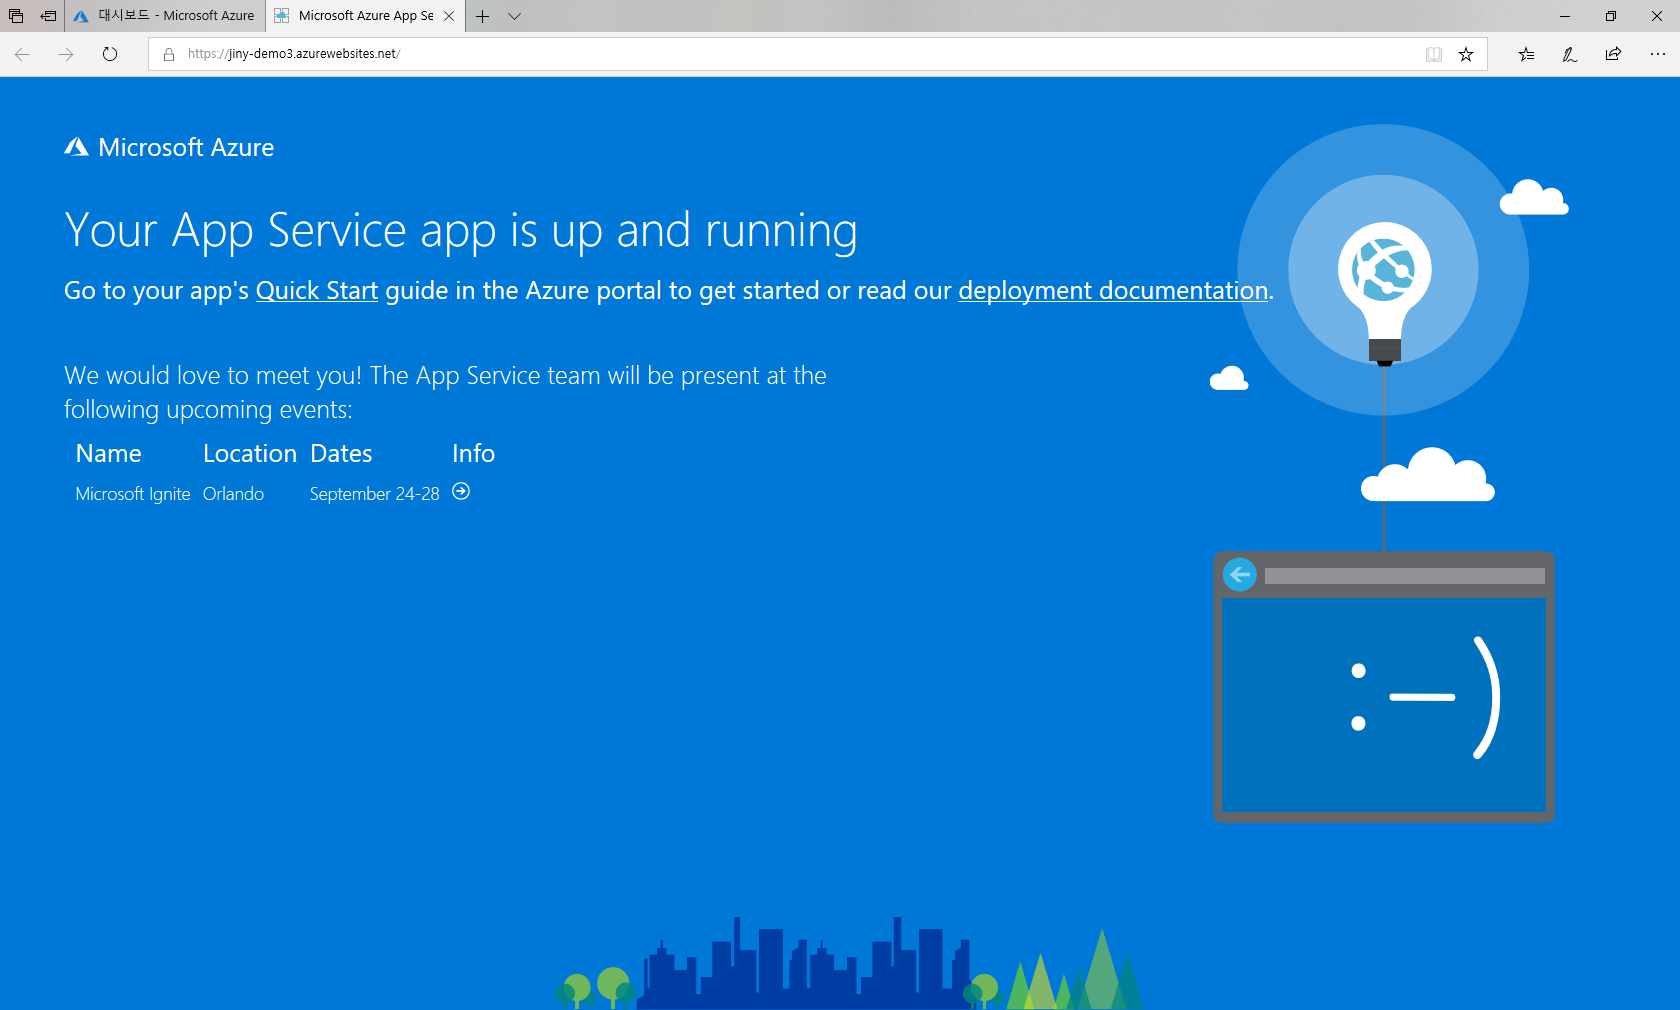 대시보드 - Microsoft Azure
Microsoft Azure App Se
https://jiny-demo3.azurewebsites.net/
Microsoft Azure
Your App Service app is up and running
Go to your app's Quick Start guide in the Azure portal to get started or read our deployment documentation.
We would love to meet you! The App Service team will be present at the
following upcoming events:
Name Location Dates Info
Microsoft Ignite Orlando September 24-28
:-)